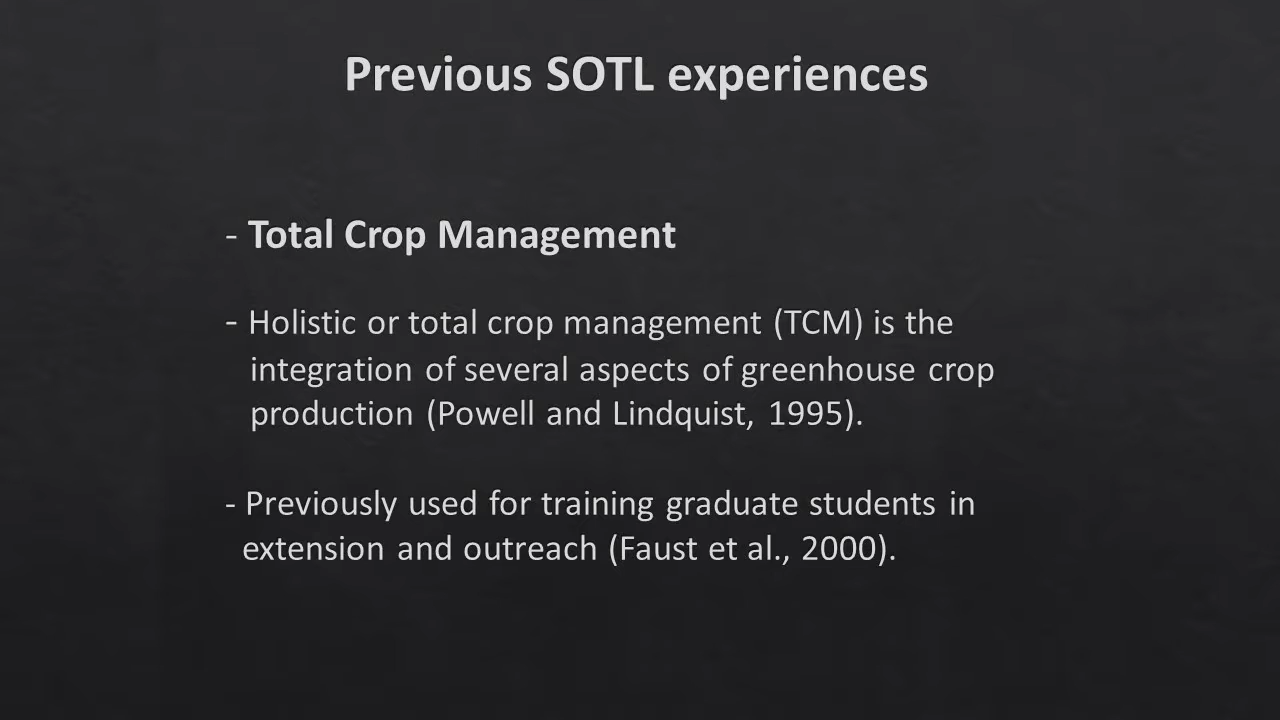 Previous SOTL experiences
- Total Crop Management
- Holistic or total crop management (TCM) is the
integration of several aspects of greenhouse crop
production (Powell and Lindquist, 1995).
- Previously used for training graduate students in
extension and outreach (Faust et al., 2000).